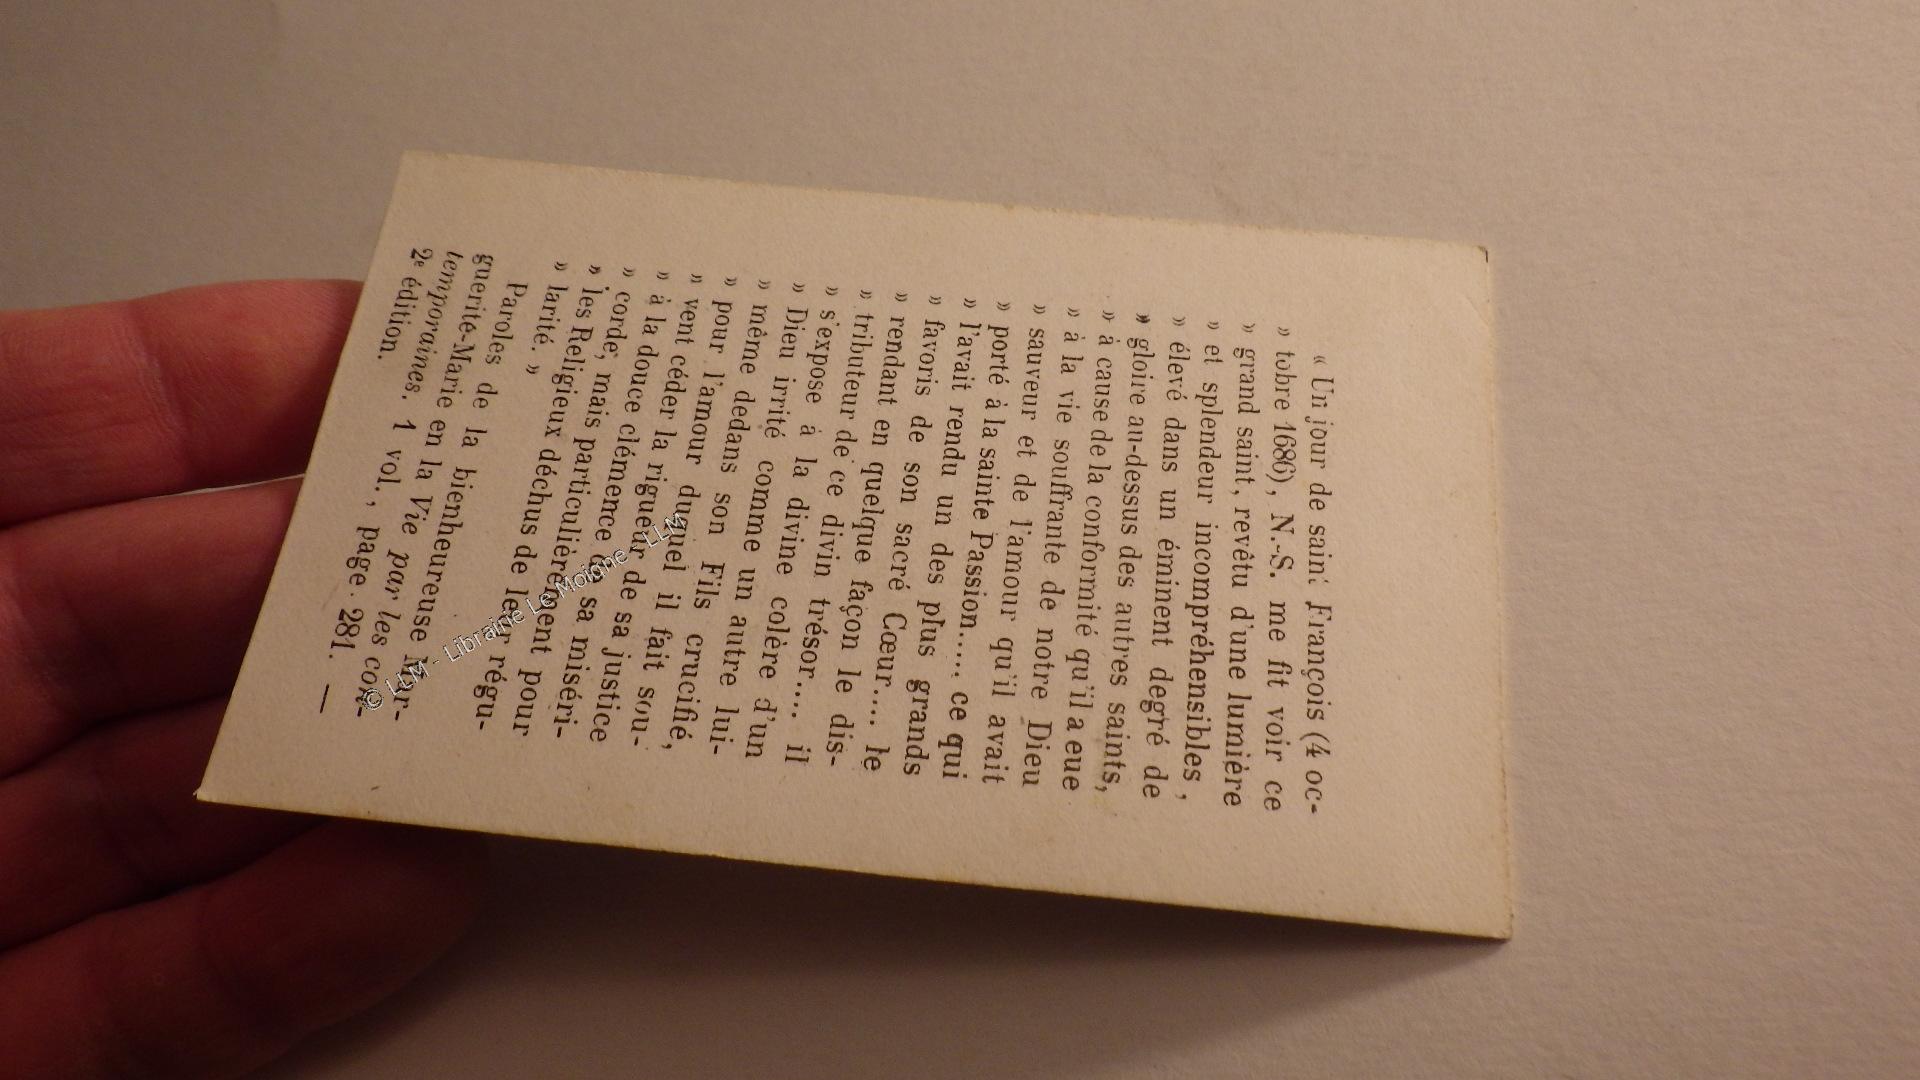 « Un jour de saint François (4 oc-
» tobre 1686), N.-S. me fit voir ce
» grand saint, revêtu d'une lumière
» et splendeur incompréhensibles,
» élevé dans un éminent degré de
» gloire au-dessus des autres saints,
» à cause de la conformité qu'il a eue
» à la vie souffrante de notre Dieu
» sauveur et de l'amour qu'il avait
» porté à la sainte Passion..... ce qui
» l'avait rendu un des plus grands
» favoris de son sacré Cœur.... le
» rendant en quelque façon le dis-
» tributeur de ce divin trésor.... il
» s'expose à la divine colère d'un
» Dieu irrité comme un autre lui-
» même dedans son Fils crucifié,
» pour l'amour duquel il fait sou-
» vent céder la rigueur de sa justice
» à la douce clémence de sa miséri-
» corde, mais particulièrement pour
» les Religieux déchus de leur régu-
» larité. »
Paroles de la bienheureuse Mar-
guerite-Marie en la Vie par les con-
temporaines. 1 vol., page 281. —
2e édition.
© LLM - Librairie Le Moigne - LLM